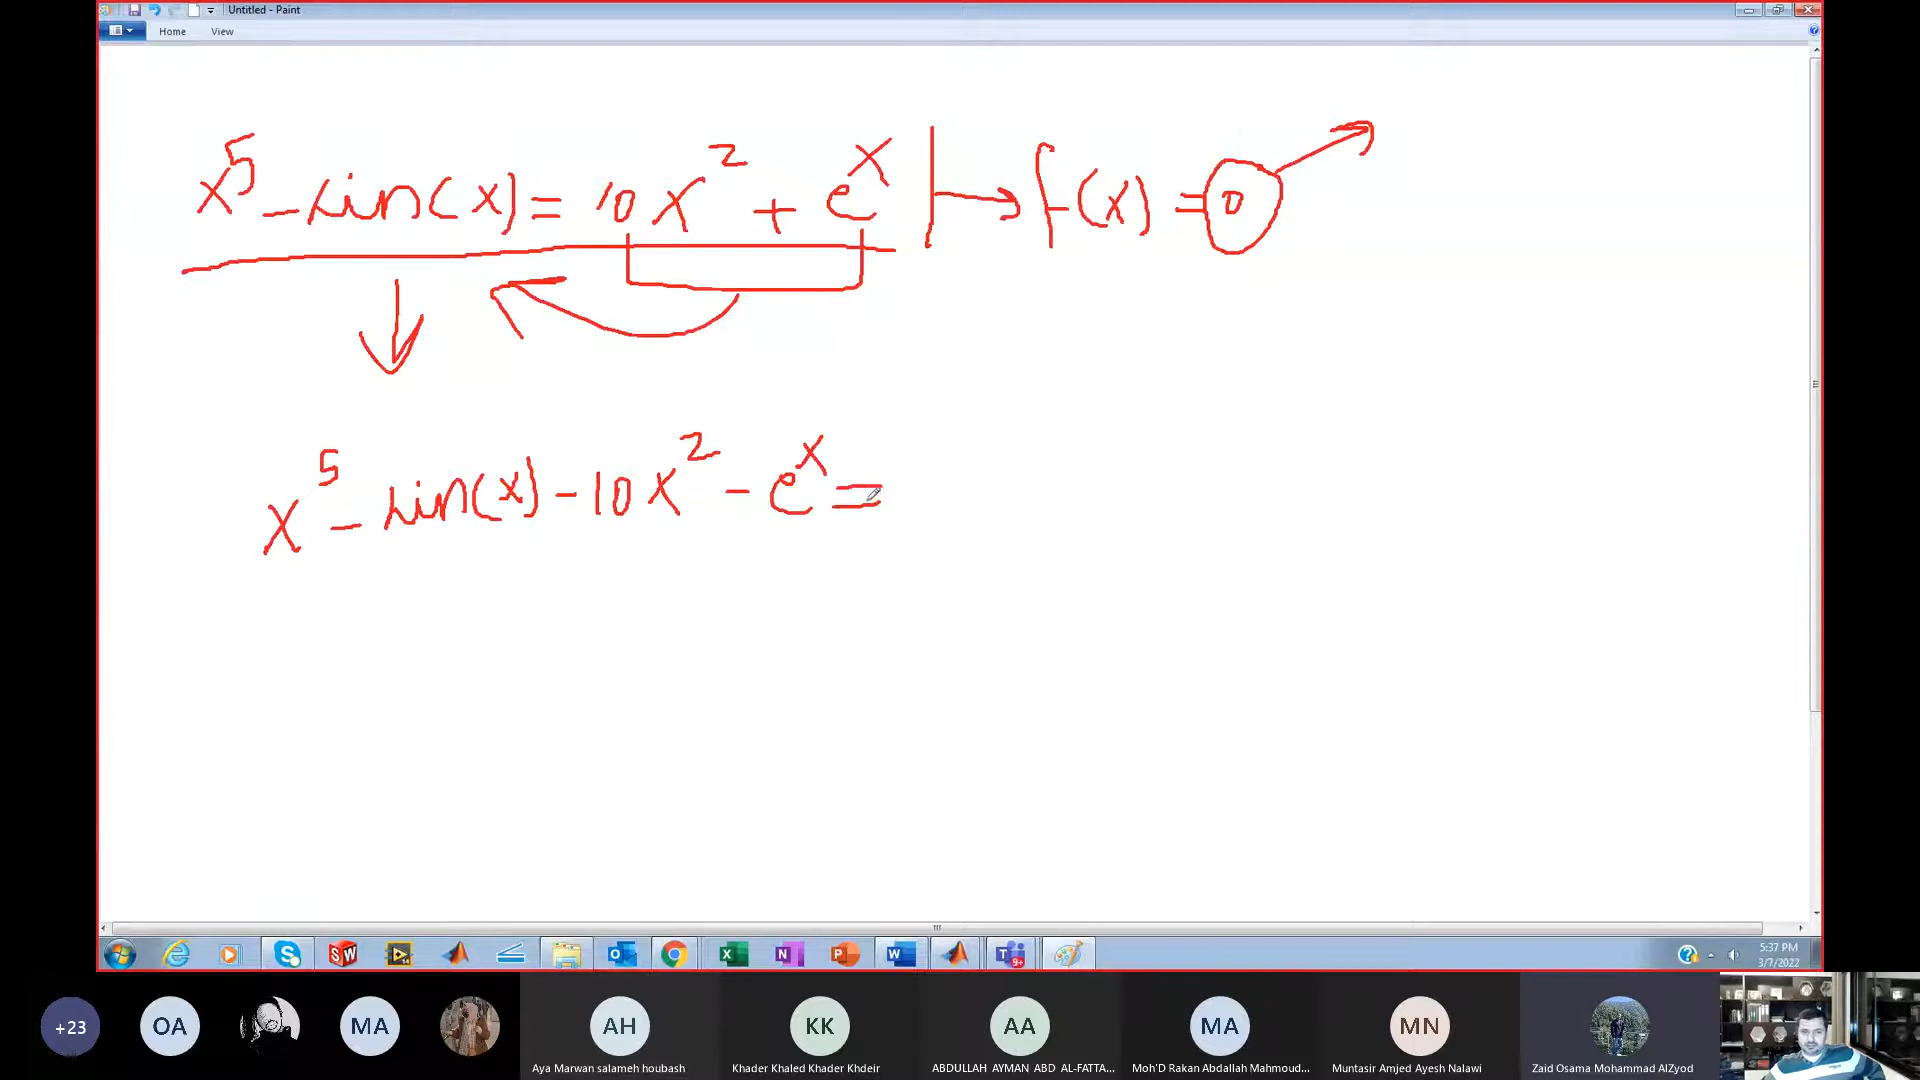 Untitled - Paint
Home View
x⁵ - sin(x) = 10x² + eˣ | → f(x) = 0
x⁵ - sin(x) - 10x² - eˣ =
5:37 PM
3/7/2022
9+
+23 OA MA AH KK AA MA MN
Aya Marwan salameh houbash Khader Khaled Khader Khdeir ABDULLAH AYMAN ABD AL-FATTA... Moh'D Rakan Abdallah Mahmoud... Muntasir Amjed Ayesh Nalawi Zaid Osama Mohammad AlZyod